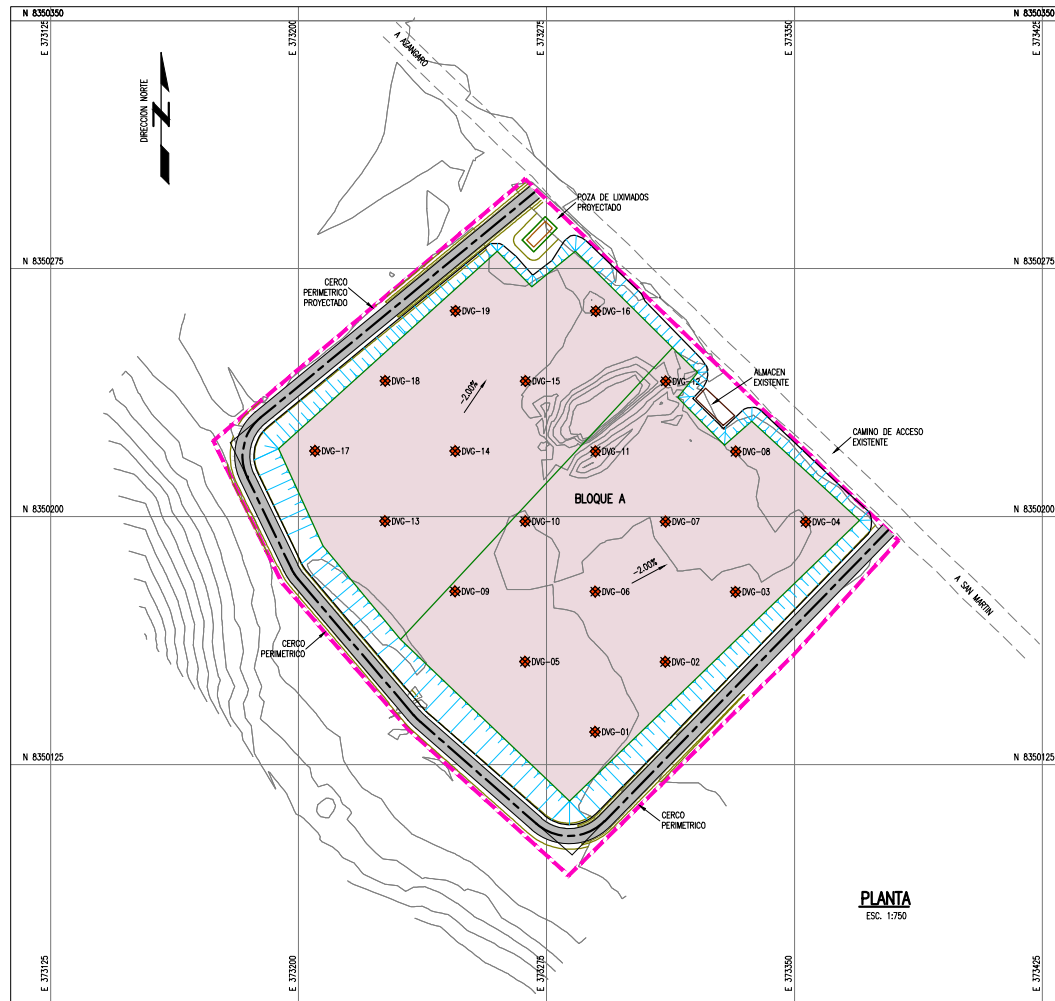 N 8350350
N 8350350
E 373125
E 373200
E 373275
E 373350
E 373425
A AZANGARO
DIRECCION NORTE
N
POZA DE LIXIVIADOS
PROYECTADO
N 8350275
N 8350275
CERCO
PERIMETRICO
PROYECTADO
DVG-19
DVG-16
DVG-18
-2.00%
DVG-15
DVG-12
ALMACEN
EXISTENTE
CAMINO DE ACCESO
EXISTENTE
DVG-17
DVG-14
DVG-11
DVG-08
BLOQUE A
N 8350200
N 8350200
DVG-13
DVG-10
DVG-07
DVG-04
-2.00%
DVG-09
DVG-06
DVG-03
A SAN MARTIN
CERCO
PERIMETRICO
DVG-05
DVG-02
DVG-01
N 8350125
N 8350125
CERCO
PERIMETRICO
PLANTA
ESC. 1:750
E 373125
E 373200
E 373275
E 373350
E 373425